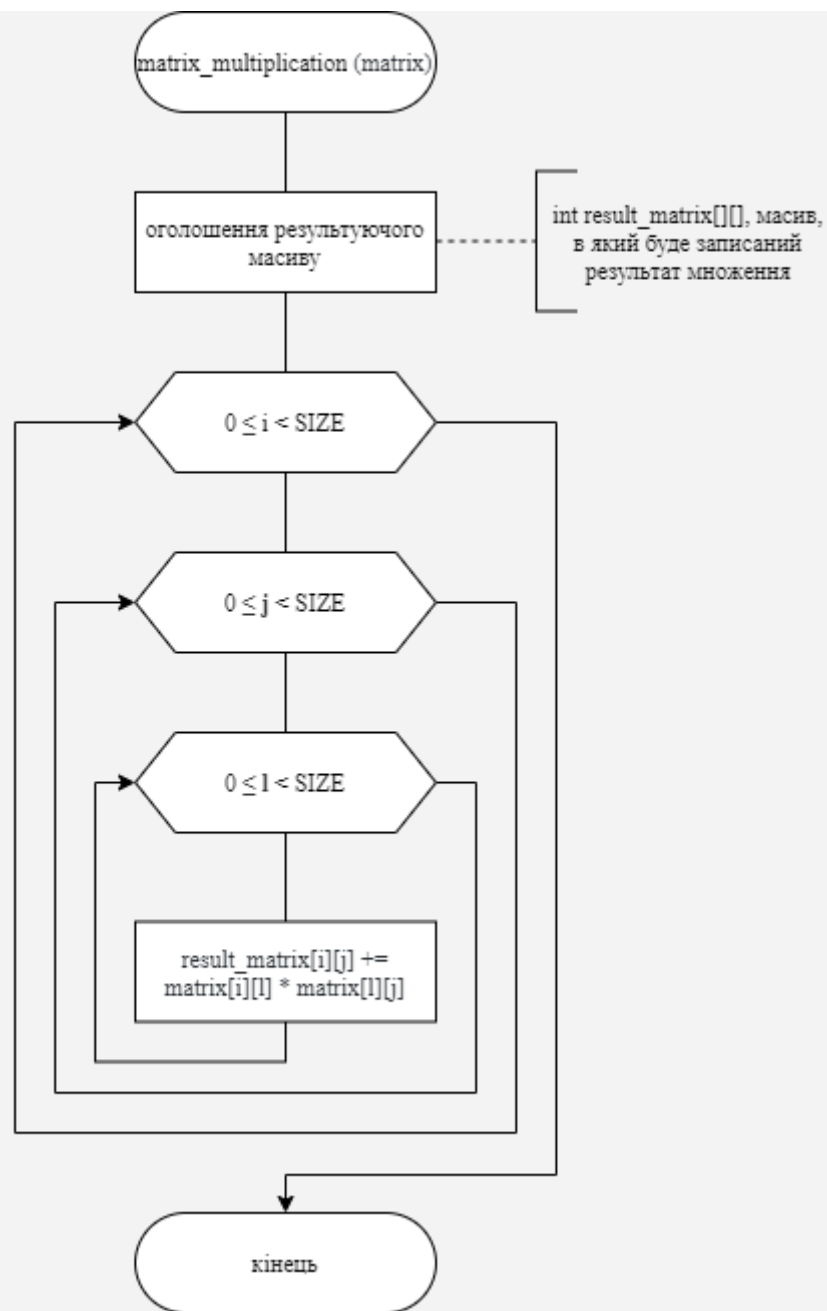 matrix_multiplication (matrix)
оголошення результуючого
масиву
int result_matrix[][], масив,
в який буде записаний
результат множення
0 ≤ i < SIZE
0 ≤ j < SIZE
0 ≤ l < SIZE
result_matrix[i][j] +=
matrix[i][l] * matrix[l][j]
кінець